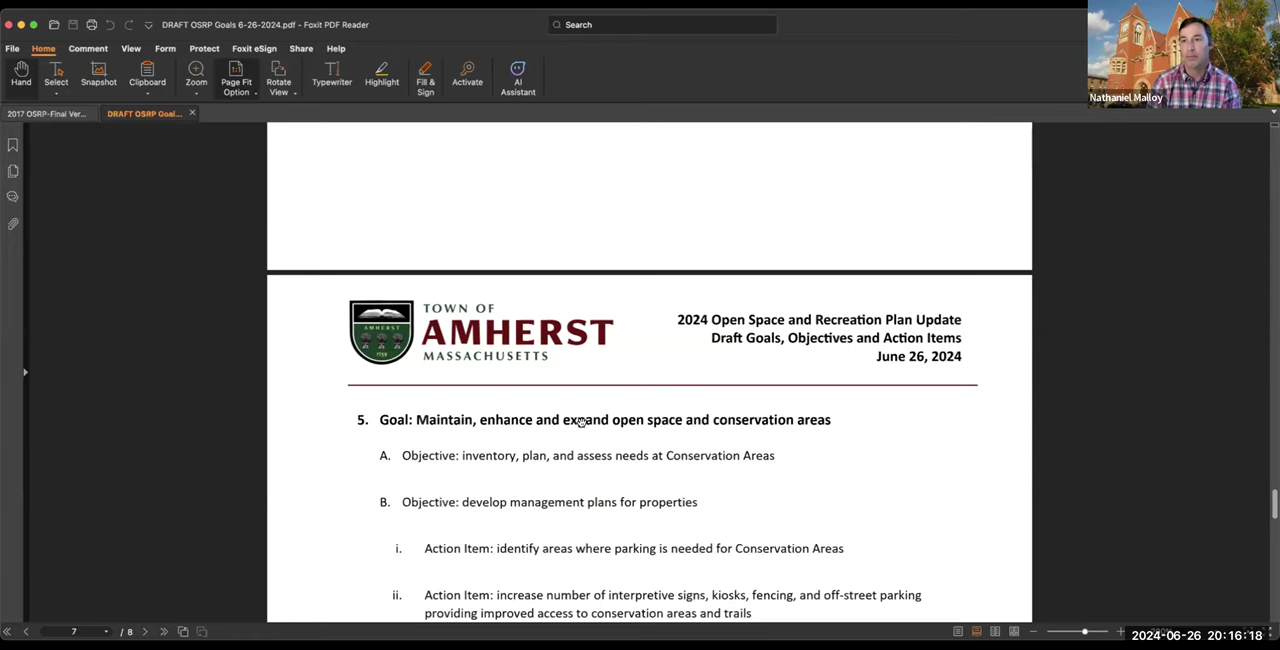 DRAFT OSRP Goals 6-26-2024.pdf - Foxit PDF Reader
Search
File Home Comment View Form Protect Foxit eSign Share Help
Hand
Select
Snapshot
Clipboard
Zoom
Page Fit Option
Rotate View
Typewriter
Highlight
Fill & Sign
Activate
AI Assistant
Nathaniel Malloy
2017 OSRP-Final Ver...
DRAFT OSRP Goal...
TOWN OF
AMHERST
MASSACHUSETTS
AMHERST
1759
2024 Open Space and Recreation Plan Update
Draft Goals, Objectives and Action Items
June 26, 2024
5. Goal: Maintain, enhance and expand open space and conservation areas
A. Objective: inventory, plan, and assess needs at Conservation Areas
B. Objective: develop management plans for properties
i. Action Item: identify areas where parking is needed for Conservation Areas
ii. Action Item: increase number of interpretive signs, kiosks, fencing, and off-street parking
providing improved access to conservation areas and trails
7 / 8
2024-06-26 20:16:18